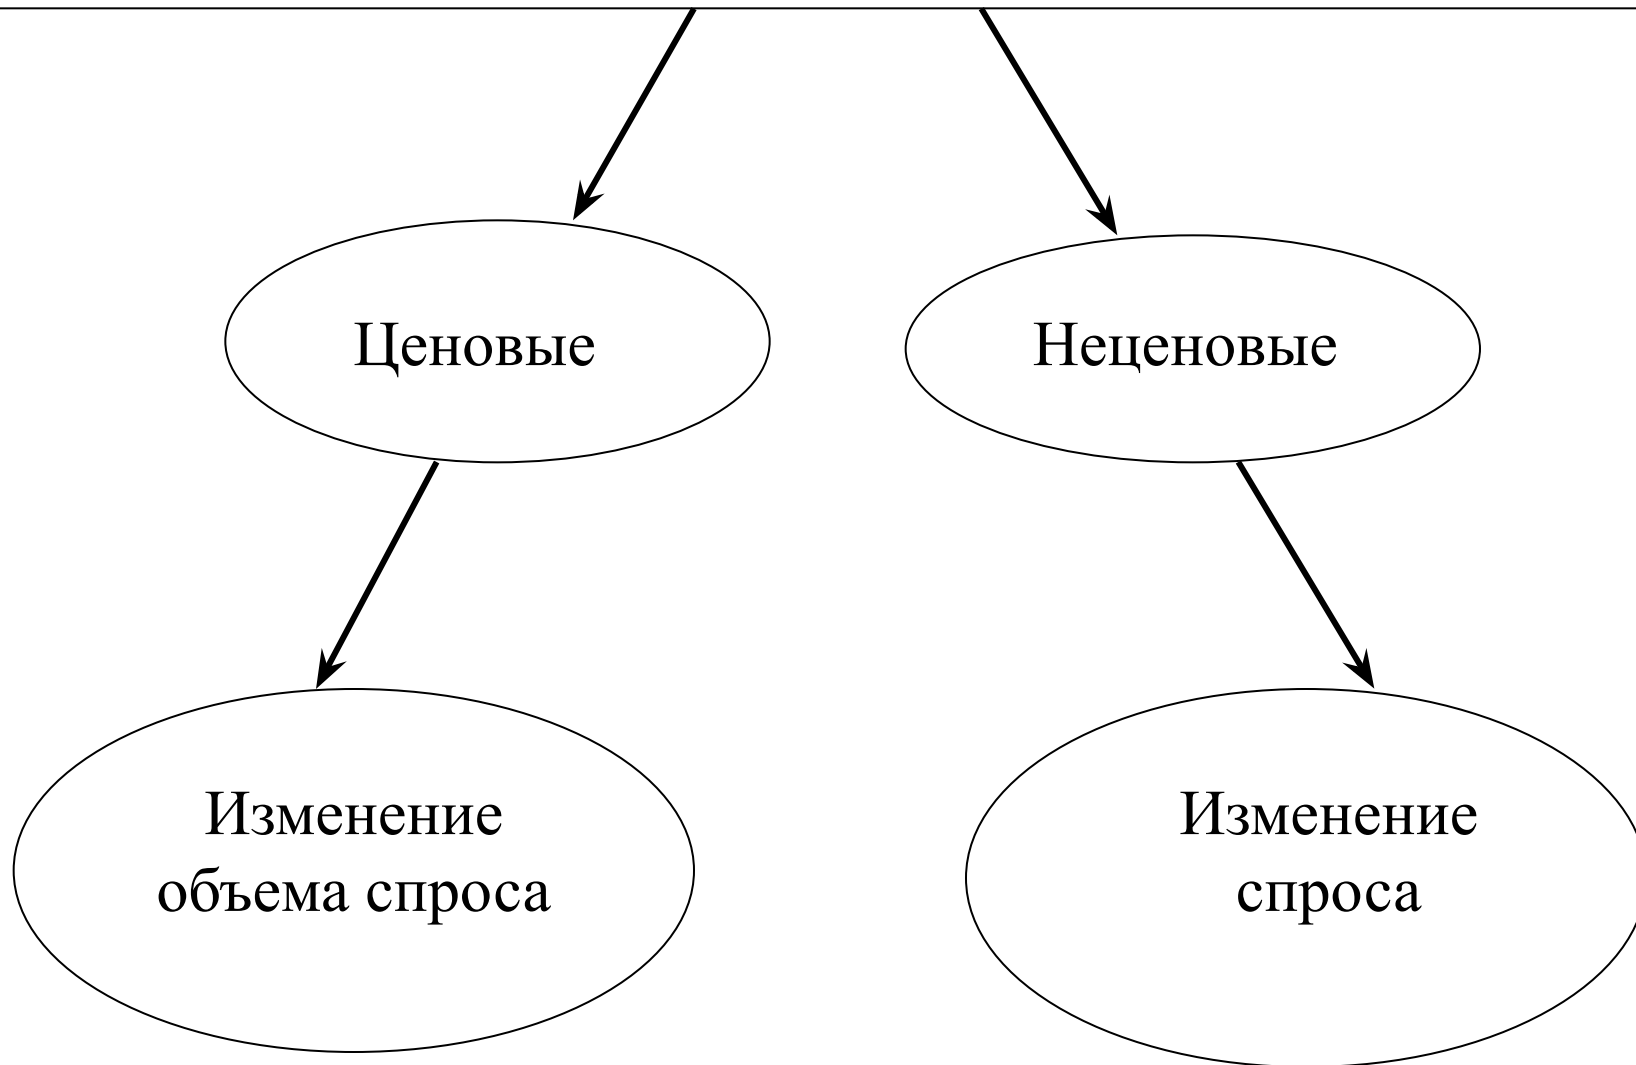 Ценовые
Неценовые
Изменение
объема спроса
Изменение
спроса